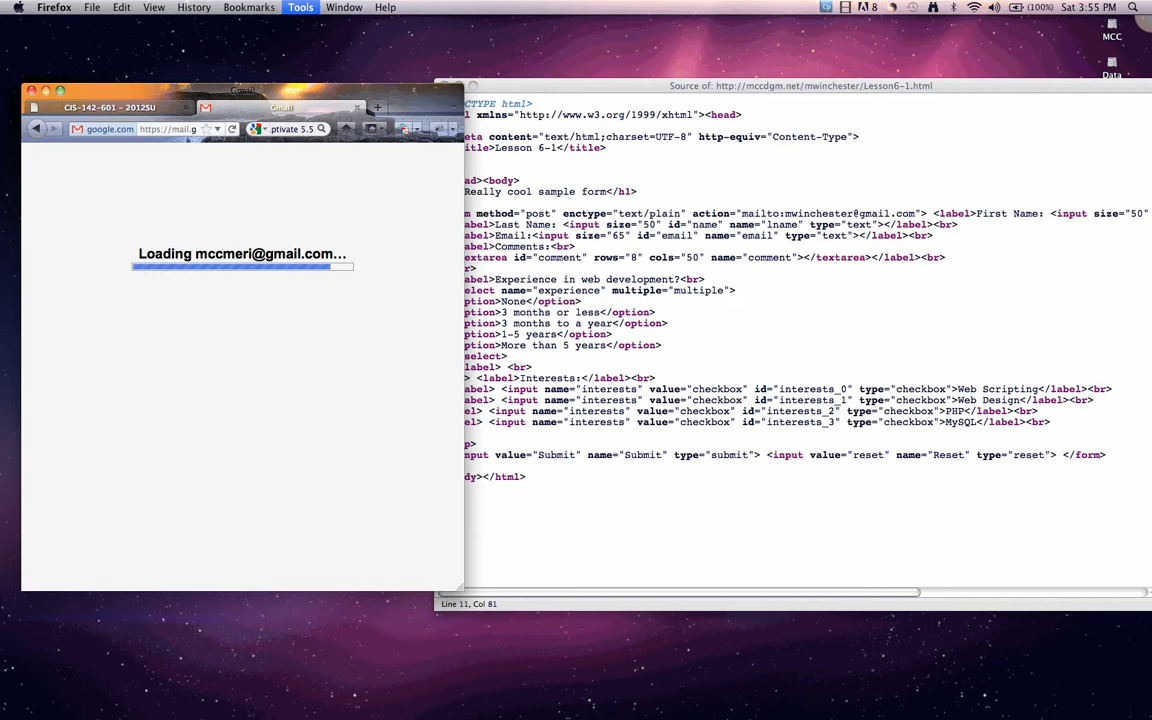 Firefox File Edit View History Bookmarks Tools Window Help
8 (100%) Sat 3:55 PM
MCC
Data
Gmail
CIS-142-601 – 2012SU
Gmail
google.com https://mail.g
.ptivate 5.5
Loading mccmeri@gmail.com…
Source of: http://mccdgm.net/mwinchester/Lesson6-1.html
CTYPE html>
l xmlns="http://www.w3.org/1999/xhtml"><head>
eta content="text/html;charset=UTF-8" http-equiv="Content-Type">
itle>Lesson 6-1</title>
ad><body>
Really cool sample form</h1>
m method="post" enctype="text/plain" action="mailto:mwinchester@gmail.com"> <label>First Name: <input size="50"
label>Last Name: <input size="50" id="name" name="lname" type="text"></label><br>
label>Email:<input size="65" id="email" name="email" type="text"></label><br>
label>Comments:<br>
extarea id="comment" rows="8" cols="50" name="comment"></textarea></label><br>
r>
label>Experience in web development?<br>
select name="experience" multiple="multiple">
ption>None</option>
ption>3 months or less</option>
ption>3 months to a year</option>
ption>1-5 years</option>
ption>More than 5 years</option>
select>
label> <br>
> <label>Interests:</label><br>
abel> <input name="interests" value="checkbox" id="interests_0" type="checkbox">Web Scripting</label><br>
abel> <input name="interests" value="checkbox" id="interests_1" type="checkbox">Web Design</label><br>
l> <input name="interests" value="checkbox" id="interests_2" type="checkbox">PHP</label><br>
l> <input name="interests" value="checkbox" id="interests_3" type="checkbox">MySQL</label><br>
p>
nput value="Submit" name="Submit" type="submit"> <input value="reset" name="Reset" type="reset"> </form>
dy></html>
Line 11, Col 81